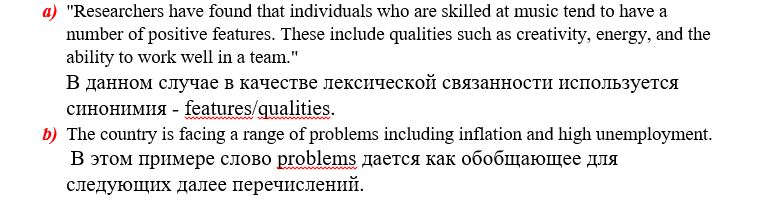 a) "Researchers have found that individuals who are skilled at music tend to have a
number of positive features. These include qualities such as creativity, energy, and the
ability to work well in a team."
В данном случае в качестве лексической связанности используется
синонимия - features/qualities.
b) The country is facing a range of problems including inflation and high unemployment.
В этом примере слово problems дается как обобщающее для
следующих далее перечислений.